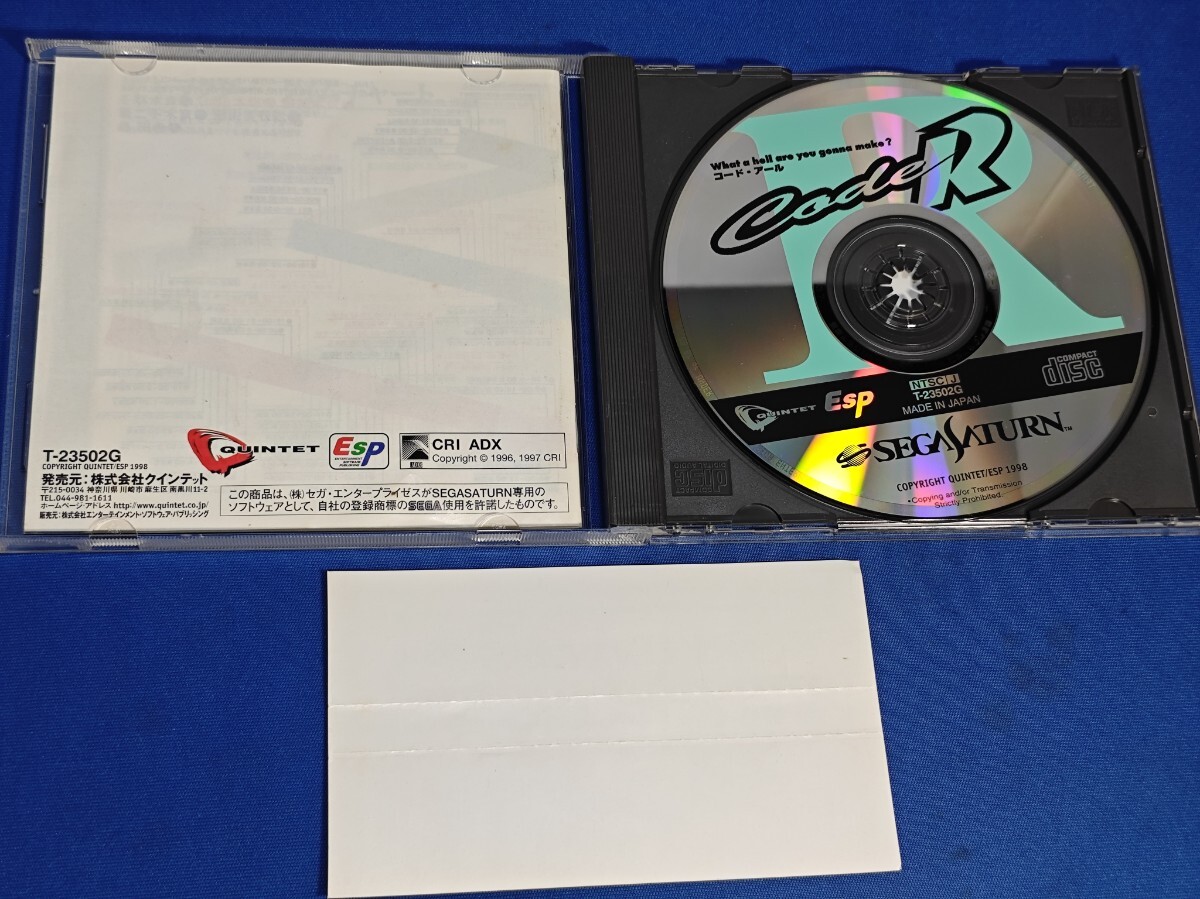 T-23502G
COPYRIGHT QUINTET/ESP 1998
発売元:株式会社クインテット
〒215-0034 神奈川県 川崎市 麻生区 南黒川11-2
TEL.044-981-1611
ホームページ・アドレス http://www.quintet.co.jp/
販売元:株式会社エンターテインメント・ソフトウェア・パブリッシング
QUINTET
ESP
ENTERTAINMENT
SOFTWARE
PUBLISHING
CRI ADX
ADX
Copyright © 1996, 1997 CRI
この商品は、(株)セガ・エンタープライゼスがSEGASATURN専用の
ソフトウェアとして、自社の登録商標のSEGA使用を許諾したものです。
R
What a hell are you gonna make?
コード・アール
Code R
QUINTET
ESP
NTSC J
T-23502G
MADE IN JAPAN
COMPACT
disc
SEGASATURN™
COPYRIGHT QUINTET/ESP 1998
•Copying and/or Transmission
Strictly Prohibited.